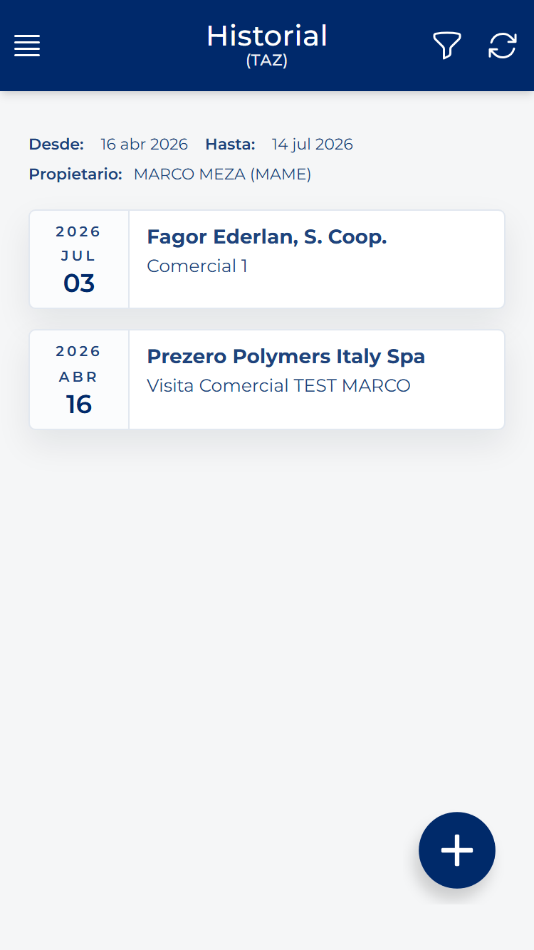 Historial
(TAZ)
Desde: 16 abr 2026 Hasta: 14 jul 2026
Propietario: MARCO MEZA (MAME)
2026
JUL
03
Fagor Ederlan, S. Coop.
Comercial 1
2026
ABR
16
Prezero Polymers Italy Spa
Visita Comercial TEST MARCO